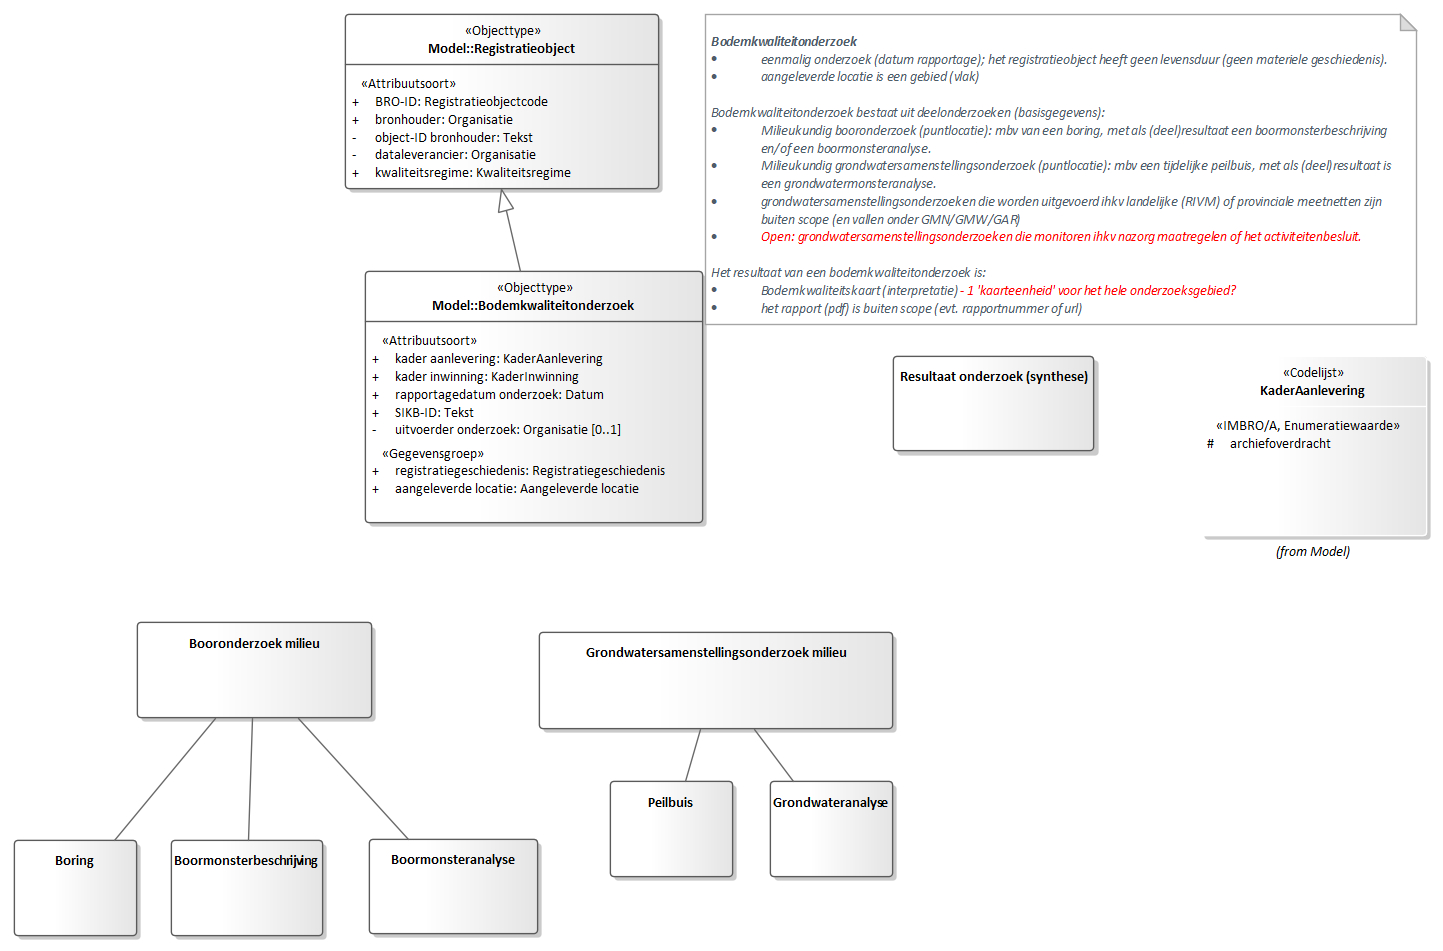 «Objecttype»
Model::Registratieobject
«Attribuutsoort»
+ BRO-ID: Registratieobjectcode
+ bronhouder: Organisatie
- object-ID bronhouder: Tekst
- dataleverancier: Organisatie
+ kwaliteitsregime: Kwaliteitsregime
Bodemkwaliteitonderzoek
• eenmalig onderzoek (datum rapportage); het registratieobject heeft geen levensduur (geen materiele geschiedenis).
• aangeleverde locatie is een gebied (vlak)
Bodemkwaliteitonderzoek bestaat uit deelonderzoeken (basisgegevens):
• Milieukundig booronderzoek (puntlocatie): mbv van een boring, met als (deel)resultaat een boormonsterbeschrijving
en/of een boormonsteranalyse.
• Milieukundig grondwatersamenstellingsonderzoek (puntlocatie): mbv een tijdelijke peilbuis, met als (deel)resultaat is
een grondwatermonsteranalyse.
• grondwatersamenstellingsonderzoeken die worden uitgevoerd ihkv landelijke (RIVM) of provinciale meetnetten zijn
buiten scope (en vallen onder GMN/GMW/GAR)
• Open: grondwatersamenstellingsonderzoeken die monitoren ihkv nazorg maatregelen of het activiteitenbesluit.
Het resultaat van een bodemkwaliteitonderzoek is:
• Bodemkwaliteitskaart (interpretatie) - 1 'kaarteenheid' voor het hele onderzoeksgebied?
• het rapport (pdf) is buiten scope (evt. rapportnummer of url)
«Objecttype»
Model::Bodemkwaliteitonderzoek
«Attribuutsoort»
+ kader aanlevering: KaderAanlevering
+ kader inwinning: KaderInwinning
+ rapportagedatum onderzoek: Datum
+ SIKB-ID: Tekst
- uitvoerder onderzoek: Organisatie [0..1]
«Gegevensgroep»
+ registratiegeschiedenis: Registratiegeschiedenis
+ aangeleverde locatie: Aangeleverde locatie
Resultaat onderzoek (synthese)
«Codelijst»
KaderAanlevering
«IMBRO/A, Enumeratiewaarde»
# archiefoverdracht
(from Model)
Booronderzoek milieu
Grondwatersamenstellingsonderzoek milieu
Peilbuis
Grondwateranalyse
Boring
Boormonsterbeschrijving
Boormonsteranalyse